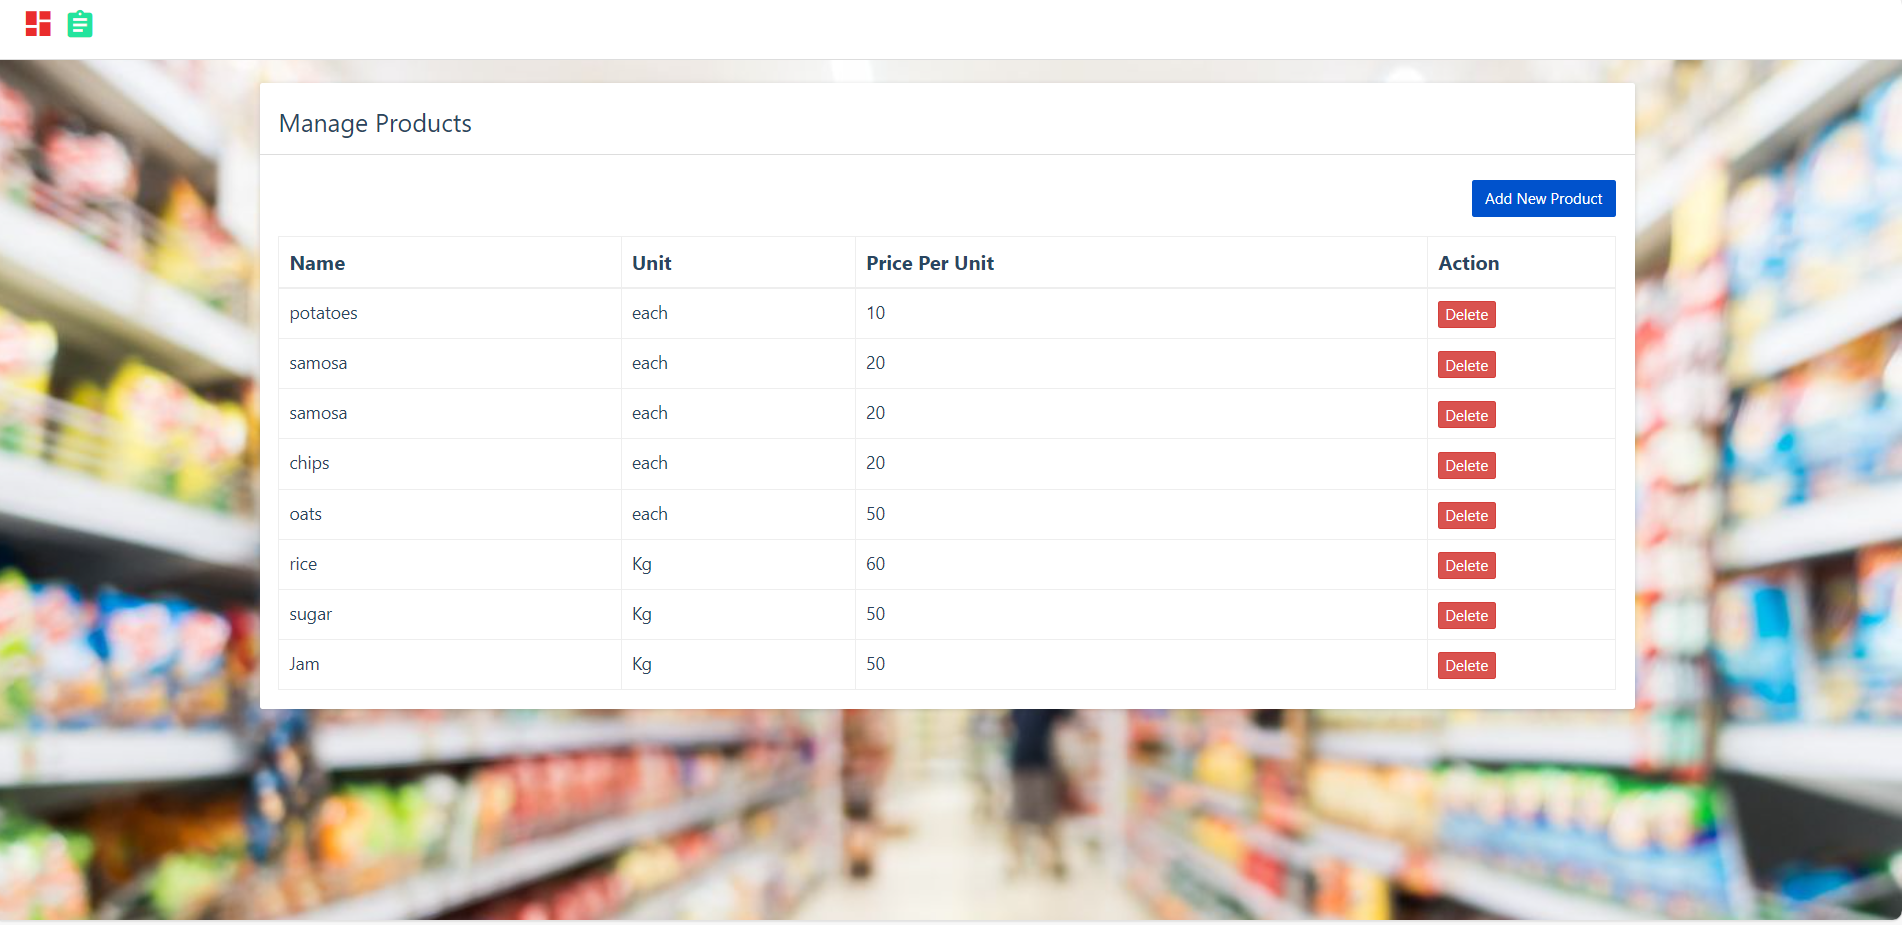 Manage Products
Add New Product
Name Unit Price Per Unit Action
potatoes each 10 Delete
samosa each 20 Delete
samosa each 20 Delete
chips each 20 Delete
oats each 50 Delete
rice Kg 60 Delete
sugar Kg 50 Delete
Jam Kg 50 Delete